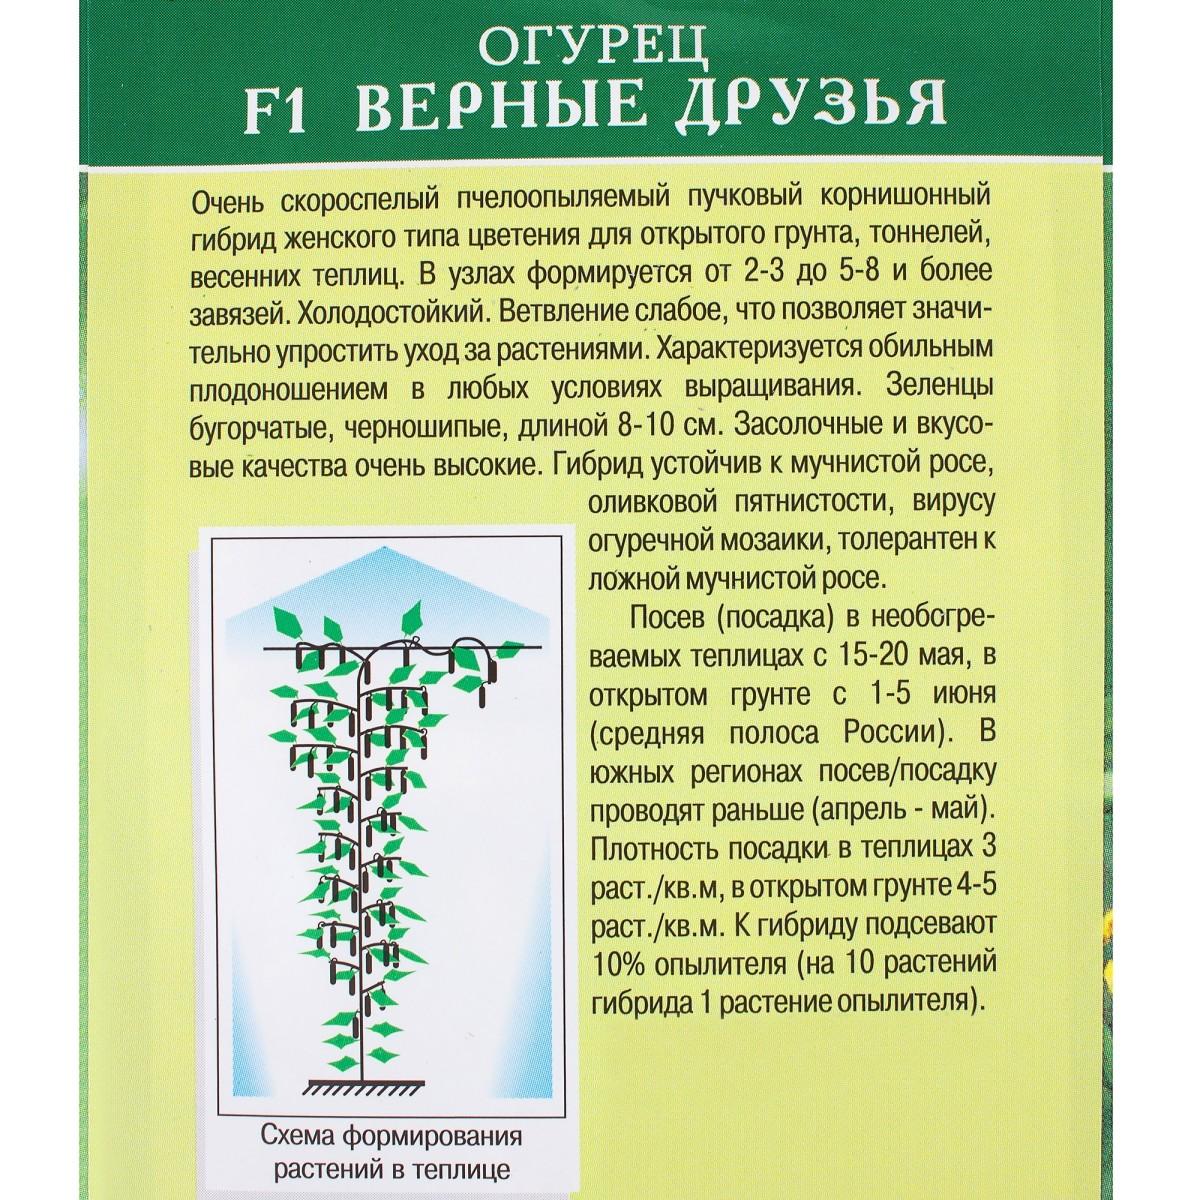 ОГУРЕЦ
F1 ВЕРНЫЕ ДРУЗЬЯ
Очень скороспелый пчелоопыляемый пучковый корнишонный
гибрид женского типа цветения для открытого грунта, тоннелей,
весенних теплиц. В узлах формируется от 2-3 до 5-8 и более
завязей. Холодостойкий. Ветвление слабое, что позволяет значи-
тельно упростить уход за растениями. Характеризуется обильным
плодоношением в любых условиях выращивания. Зеленцы
бугорчатые, черношипые, длиной 8-10 см. Засолочные и вкусо-
вые качества очень высокие. Гибрид устойчив к мучнистой росе,
оливковой пятнистости, вирусу
огуречной мозаики, толерантен к
ложной мучнистой росе.
Посев (посадка) в необогре-
ваемых теплицах с 15-20 мая, в
открытом грунте с 1-5 июня
(средняя полоса России). В
южных регионах посев/посадку
проводят раньше (апрель - май).
Плотность посадки в теплицах 3
раст./кв.м, в открытом грунте 4-5
раст./кв.м. К гибриду подсевают
10% опылителя (на 10 растений
гибрида 1 растение опылителя).
Схема формирования
растений в теплице